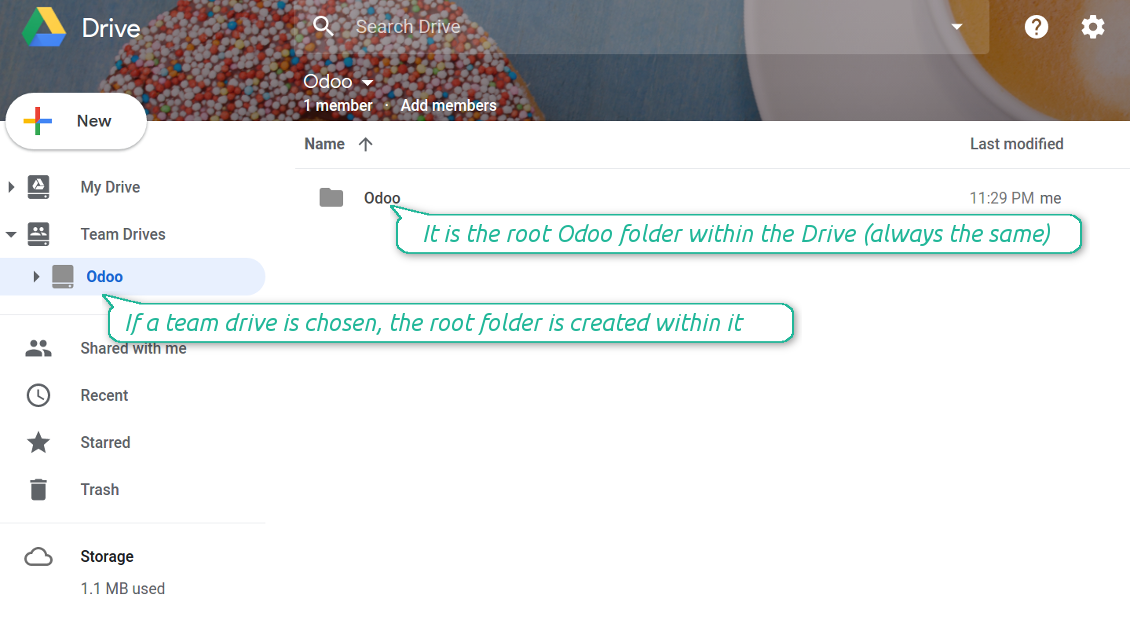 Drive
Search Drive
Odoo
1 member · Add members
New
Name
Last modified
My Drive
Odoo
11:29 PM me
Team Drives
It is the root Odoo folder within the Drive (always the same)
Odoo
If a team drive is chosen, the root folder is created within it
Shared with me
Recent
Starred
Trash
Storage
1.1 MB used